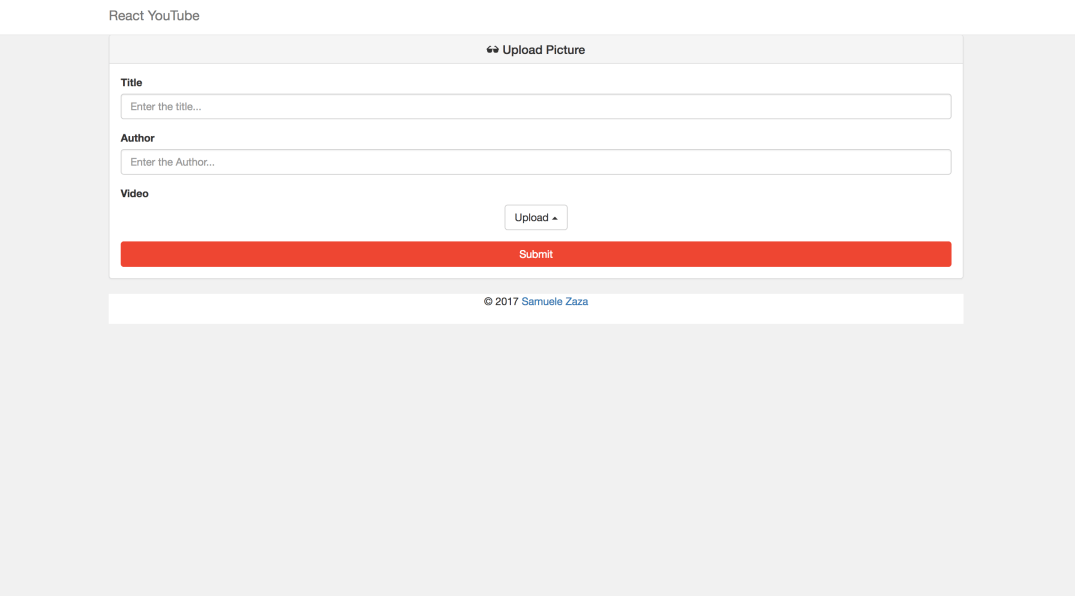 React YouTube
Upload Picture
Title
Enter the title...
Author
Enter the Author...
Video
Upload
Submit
© 2017 Samuele Zaza